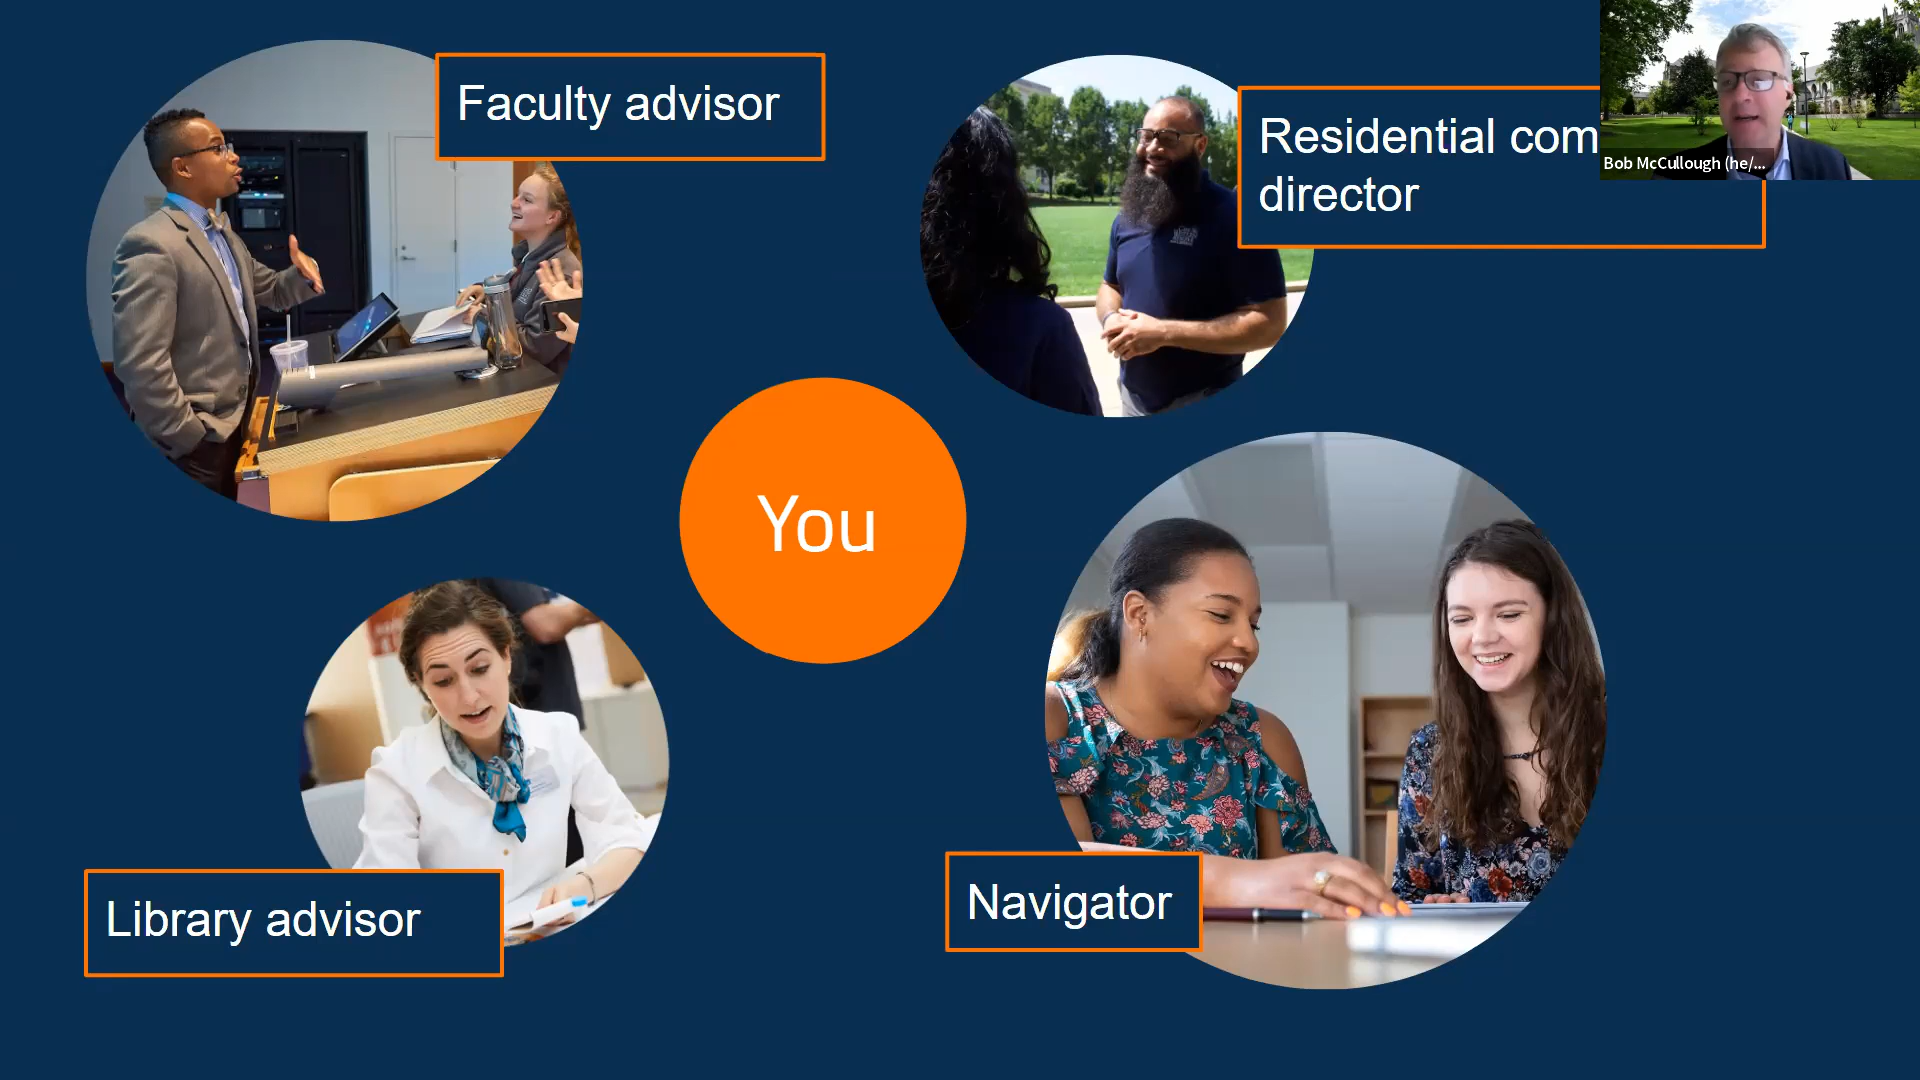 Faculty advisor
Residential com
director
Bob McCullough (he/...
You
Library advisor
Navigator